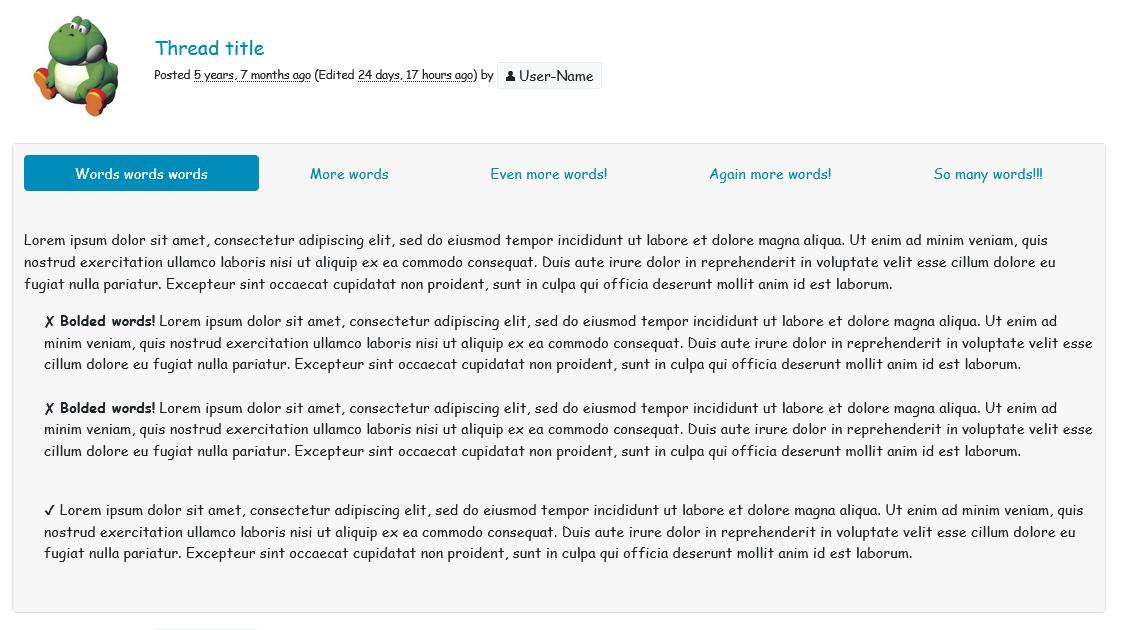 Thread title
Posted 5 years, 7 months ago (Edited 24 days, 17 hours ago) by User-Name
Words words words More words Even more words! Again more words! So many words!!!
Lorem ipsum dolor sit amet, consectetur adipiscing elit, sed do eiusmod tempor incididunt ut labore et dolore magna aliqua. Ut enim ad minim veniam, quis
nostrud exercitation ullamco laboris nisi ut aliquip ex ea commodo consequat. Duis aute irure dolor in reprehenderit in voluptate velit esse cillum dolore eu
fugiat nulla pariatur. Excepteur sint occaecat cupidatat non proident, sunt in culpa qui officia deserunt mollit anim id est laborum.
✗ Bolded words! Lorem ipsum dolor sit amet, consectetur adipiscing elit, sed do eiusmod tempor incididunt ut labore et dolore magna aliqua. Ut enim ad
minim veniam, quis nostrud exercitation ullamco laboris nisi ut aliquip ex ea commodo consequat. Duis aute irure dolor in reprehenderit in voluptate velit esse
cillum dolore eu fugiat nulla pariatur. Excepteur sint occaecat cupidatat non proident, sunt in culpa qui officia deserunt mollit anim id est laborum.
✗ Bolded words! Lorem ipsum dolor sit amet, consectetur adipiscing elit, sed do eiusmod tempor incididunt ut labore et dolore magna aliqua. Ut enim ad
minim veniam, quis nostrud exercitation ullamco laboris nisi ut aliquip ex ea commodo consequat. Duis aute irure dolor in reprehenderit in voluptate velit esse
cillum dolore eu fugiat nulla pariatur. Excepteur sint occaecat cupidatat non proident, sunt in culpa qui officia deserunt mollit anim id est laborum.
✓ Lorem ipsum dolor sit amet, consectetur adipiscing elit, sed do eiusmod tempor incididunt ut labore et dolore magna aliqua. Ut enim ad minim veniam, quis
nostrud exercitation ullamco laboris nisi ut aliquip ex ea commodo consequat. Duis aute irure dolor in reprehenderit in voluptate velit esse cillum dolore eu
fugiat nulla pariatur. Excepteur sint occaecat cupidatat non proident, sunt in culpa qui officia deserunt mollit anim id est laborum.